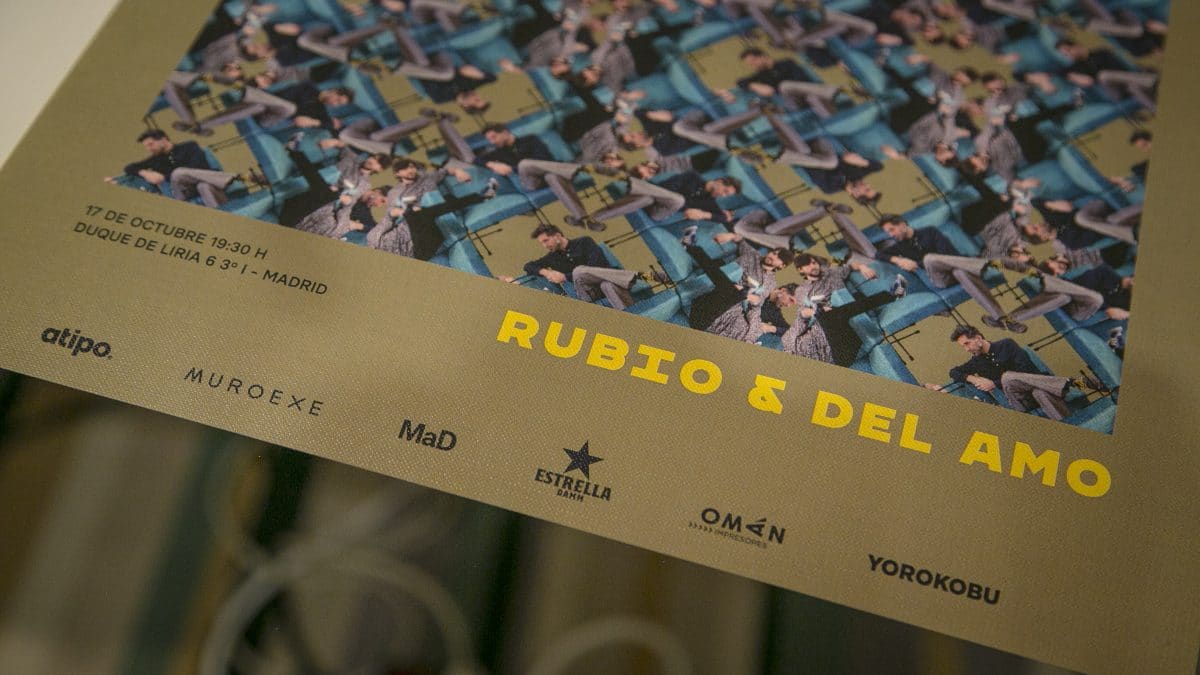 17 DE OCTUBRE 19:30 H
DUQUE DE LIRIA 6 3º I - MADRID
RUBIO & DEL AMO
atipo.
MUROEXE
MaD
ESTRELLA
DAMM
OMÁN
>>>>> IMPRESORES
YOROKOBU